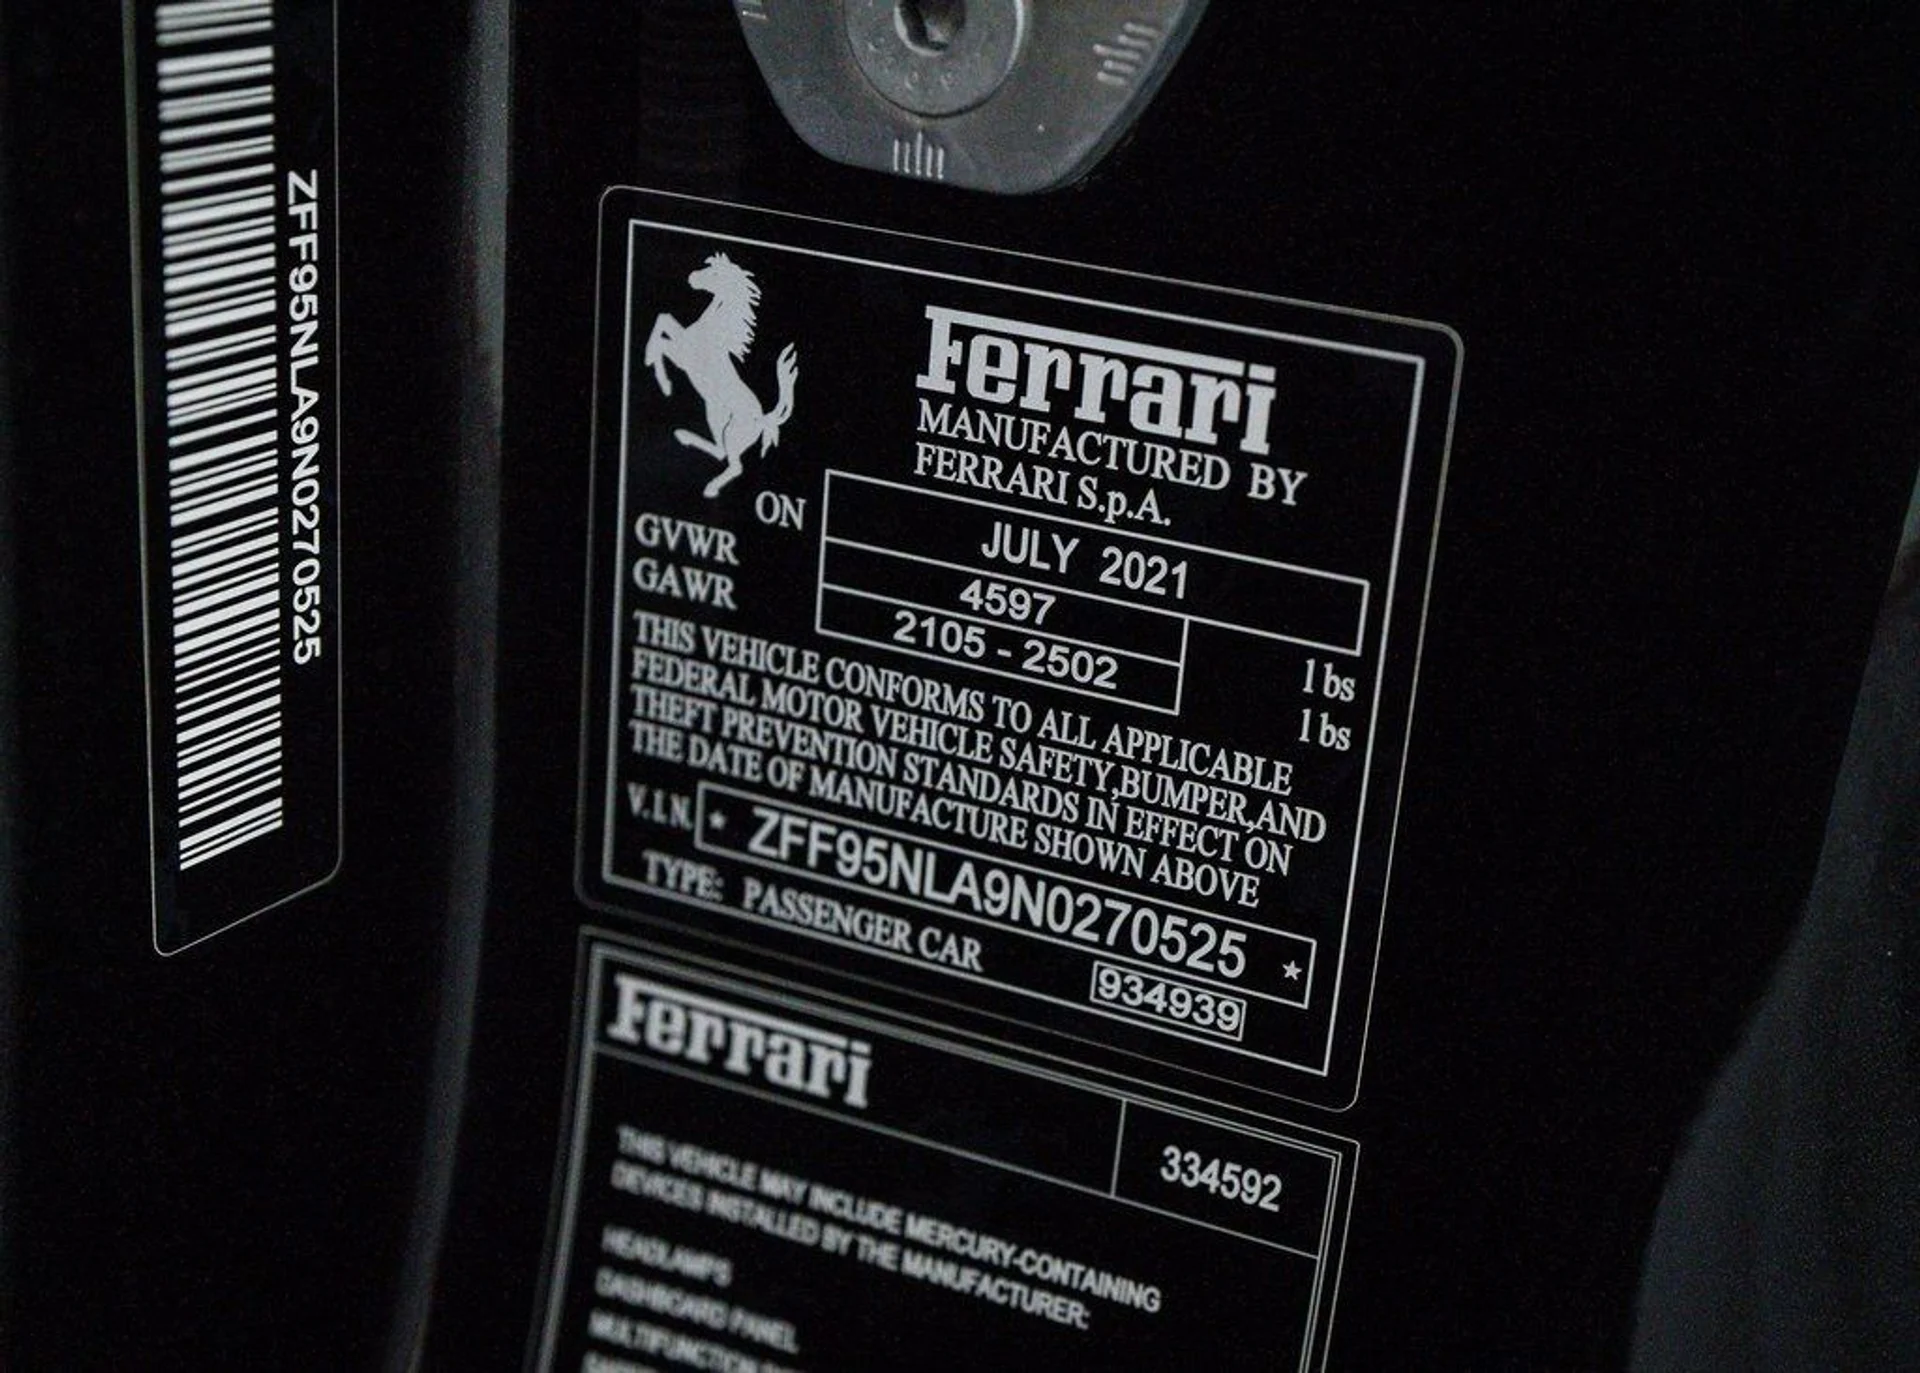 ZFF95NLA9N0270525
Ferrari
MANUFACTURED BY
FERRARI S.p.A.
ON JULY 2021
GVWR 4597 lbs
GAWR 2105 - 2502 lbs
THIS VEHICLE CONFORMS TO ALL APPLICABLE
FEDERAL MOTOR VEHICLE SAFETY,BUMPER,AND
THEFT PREVENTION STANDARDS IN EFFECT ON
THE DATE OF MANUFACTURE SHOWN ABOVE
V.I.N. * ZFF95NLA9N0270525 *
TYPE: PASSENGER CAR 934939
Ferrari
334592
THIS VEHICLE MAY INCLUDE MERCURY-CONTAINING
DEVICES INSTALLED BY THE MANUFACTURER:
HEADLAMPS
DASHBOARD PANEL
MULTIFUNCTION